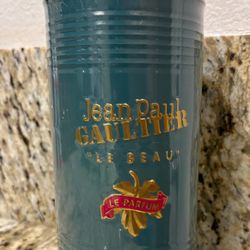 Jean Paul
GAULTIER
"LE BEAU"
LE PARFUM